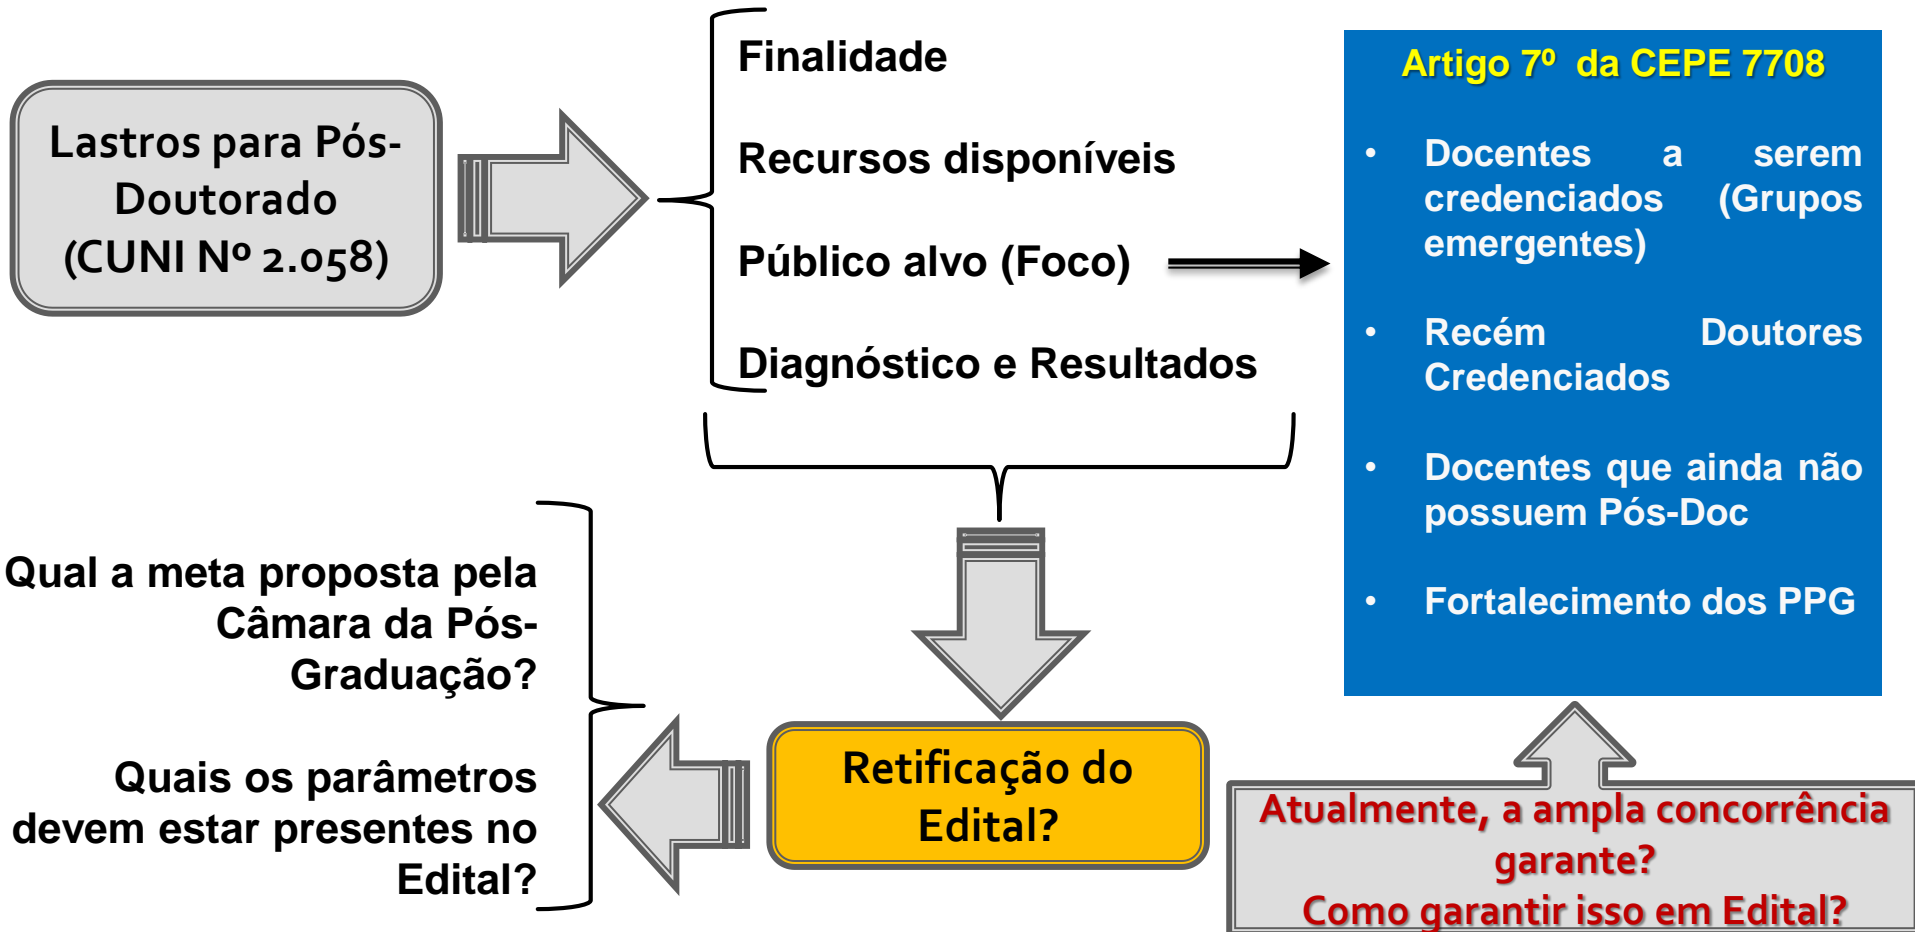 Lastros para Pós-
Doutorado
(CUNI Nº 2.058)
Finalidade
Recursos disponíveis
Público alvo (Foco)
Diagnóstico e Resultados
Artigo 7º da CEPE 7708
• Docentes a serem
credenciados (Grupos
emergentes)
• Recém Doutores
Credenciados
• Docentes que ainda não
possuem Pós-Doc
• Fortalecimento dos PPG
Qual a meta proposta pela
Câmara da Pós-
Graduação?
Quais os parâmetros
devem estar presentes no
Edital?
Retificação do
Edital?
Atualmente, a ampla concorrência
garante?
Como garantir isso em Edital?